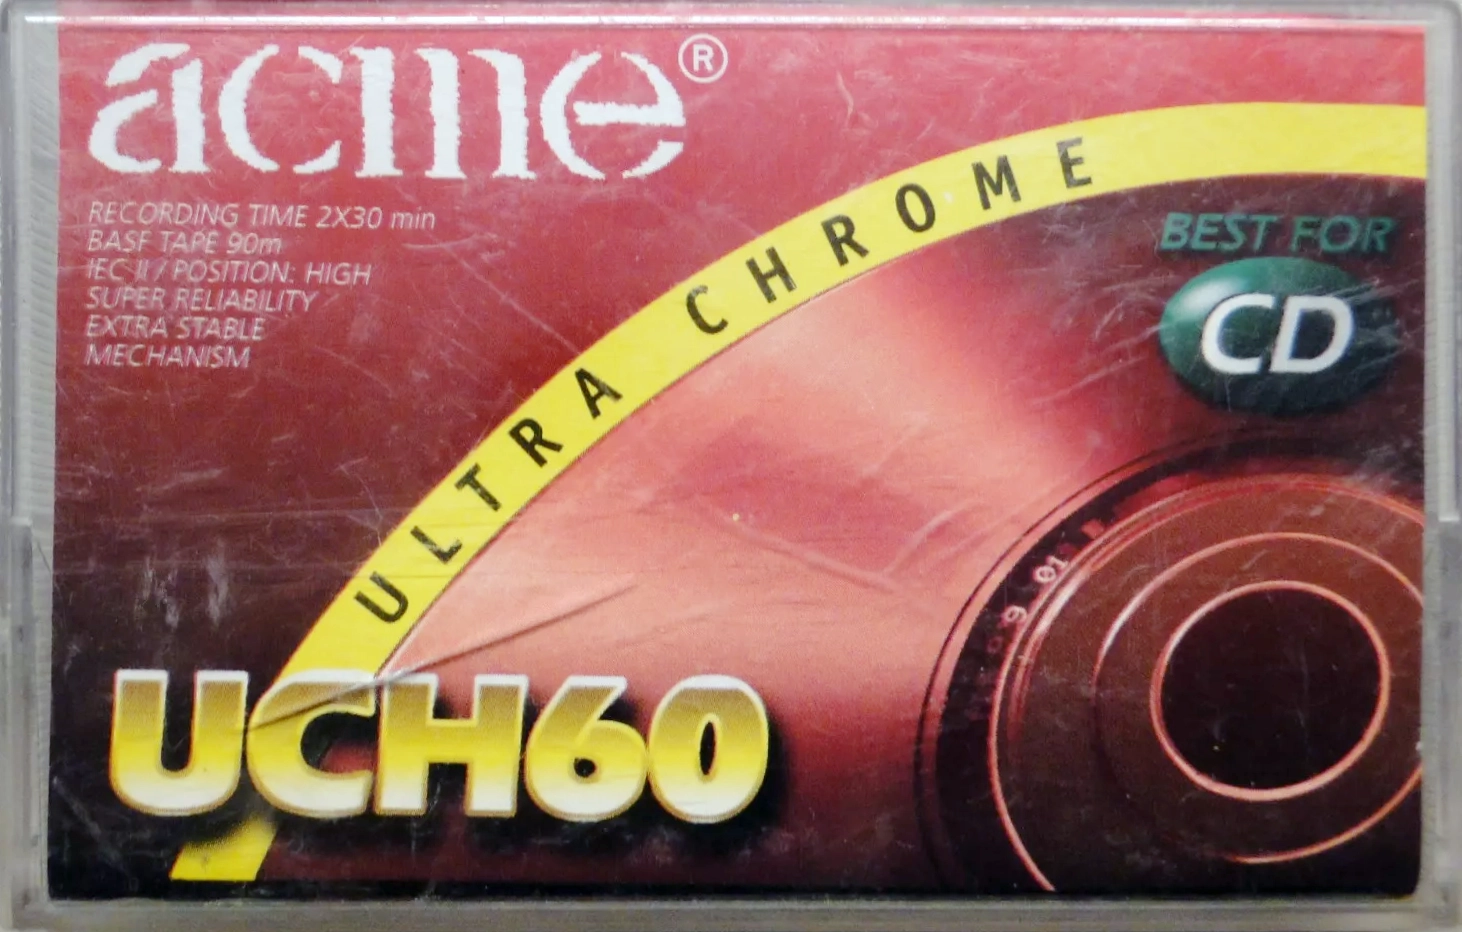 acme®
RECORDING TIME 2X30 min
BASF TAPE 90m
IEC II / POSITION: HIGH
SUPER RELIABILITY
EXTRA STABLE
MECHANISM
ULTRA CHROME
BEST FOR
CD
UCH60